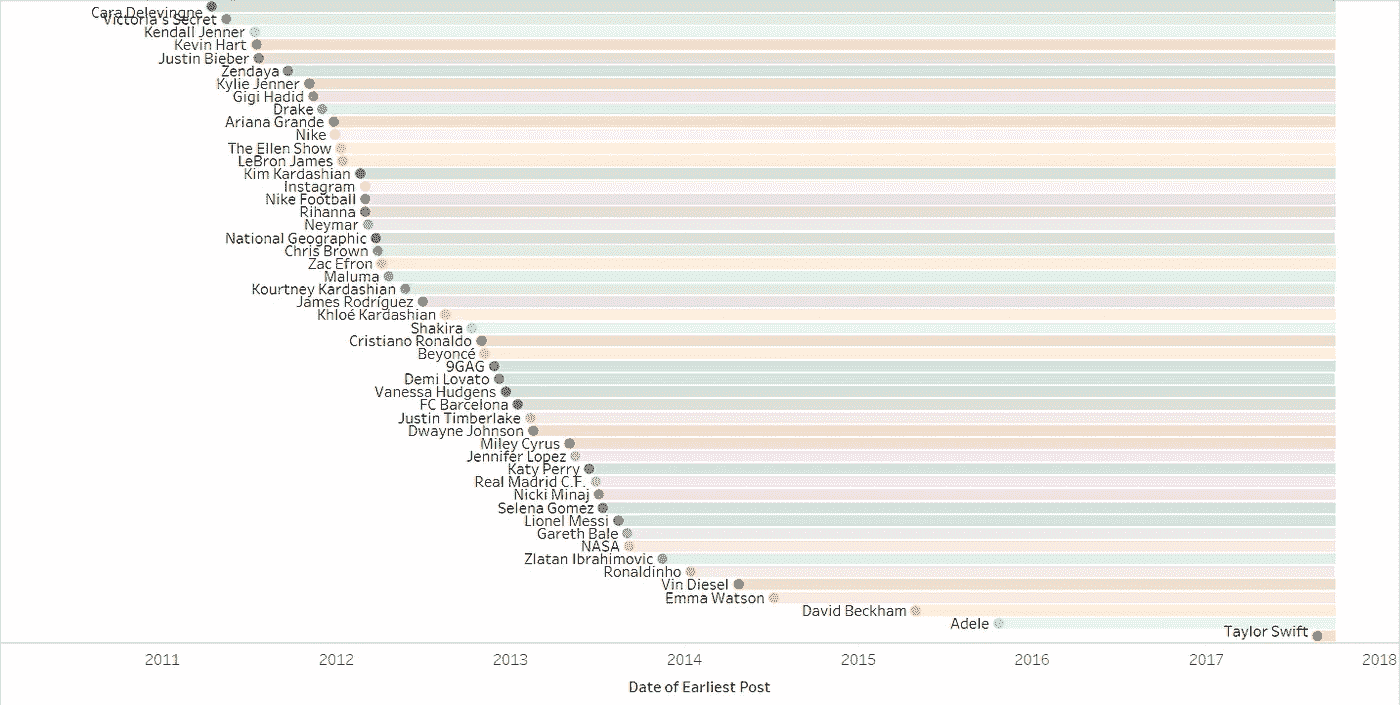 Cara Delevingne
Victoria's Secret
Kendall Jenner
Kevin Hart
Justin Bieber
Zendaya
Kylie Jenner
Gigi Hadid
Drake
Ariana Grande
Nike
The Ellen Show
LeBron James
Kim Kardashian
Instagram
Nike Football
Rihanna
Neymar
National Geographic
Chris Brown
Zac Efron
Maluma
Kourtney Kardashian
James Rodríguez
Khloé Kardashian
Shakira
Cristiano Ronaldo
Beyoncé
9GAG
Demi Lovato
Vanessa Hudgens
FC Barcelona
Justin Timberlake
Dwayne Johnson
Miley Cyrus
Jennifer Lopez
Katy Perry
Real Madrid C.F.
Nicki Minaj
Selena Gomez
Lionel Messi
Gareth Bale
NASA
Zlatan Ibrahimovic
Ronaldinho
Vin Diesel
Emma Watson
David Beckham
Adele
Taylor Swift
2011 2012 2013 2014 2015 2016 2017 2018
Date of Earliest Post